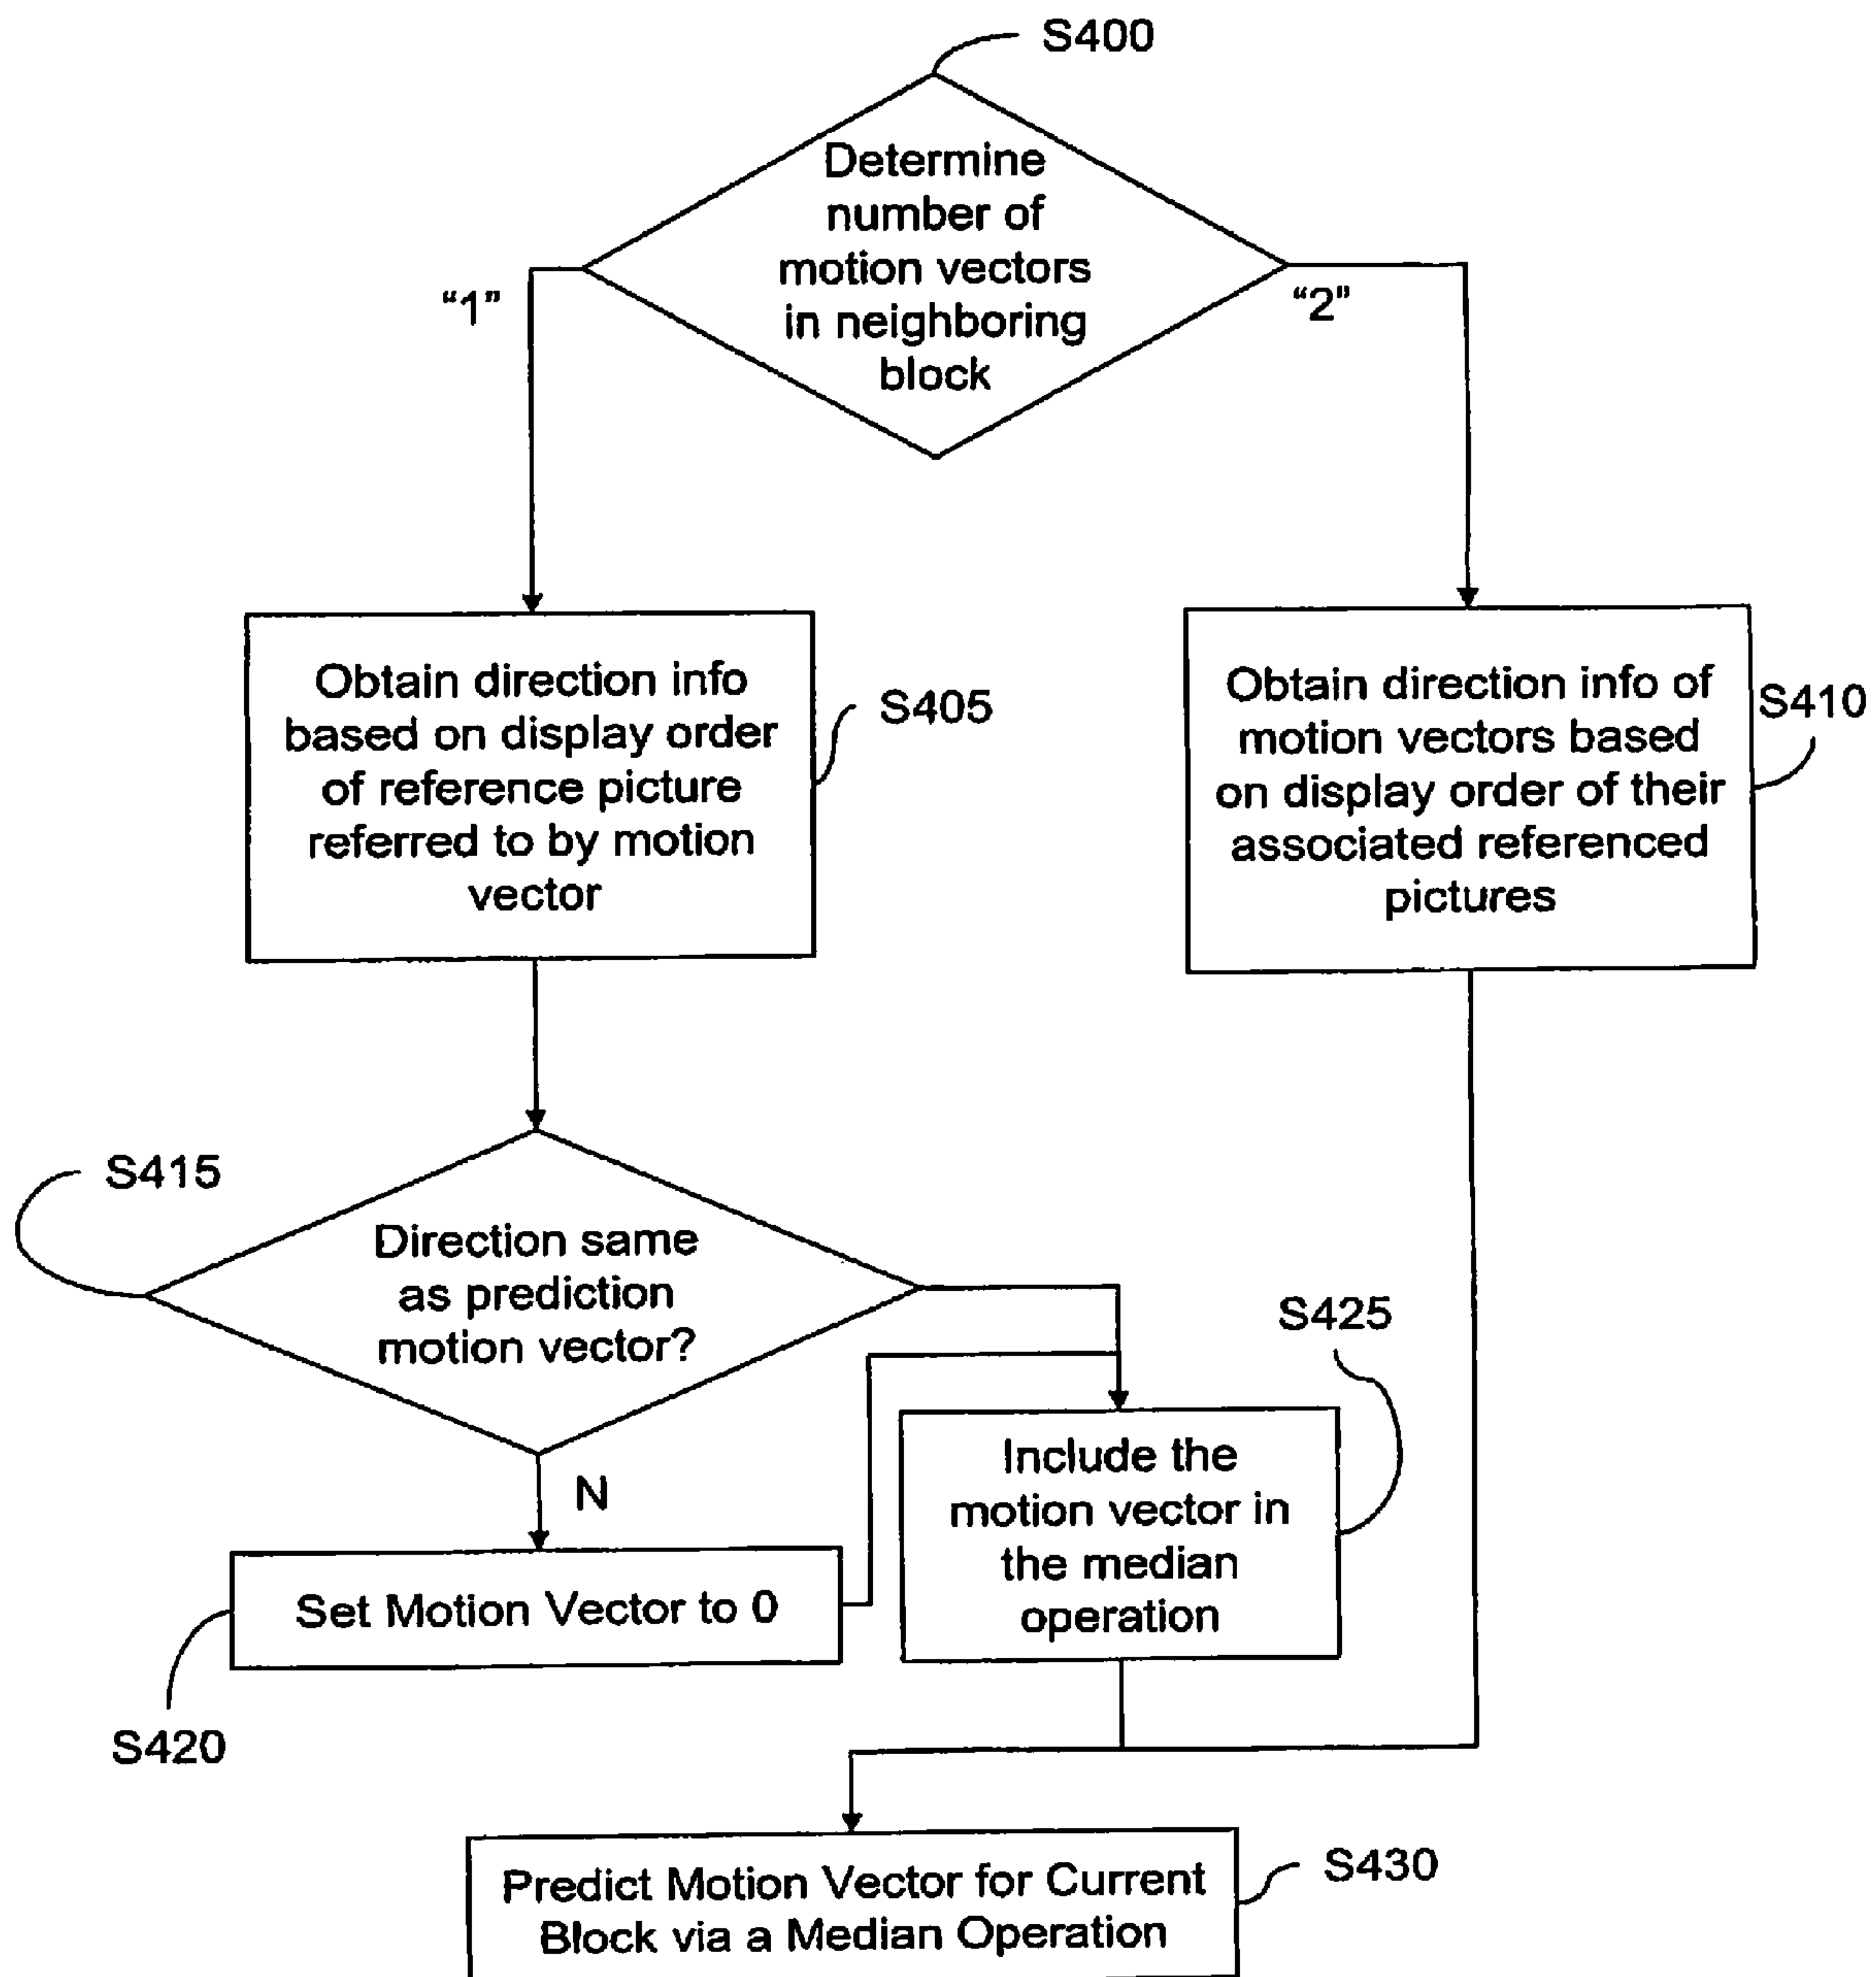 S400
Determine
number of
motion vectors
in neighboring
block
“1”
“2”
Obtain direction info
based on display order
of reference picture
referred to by motion
vector
S405
Obtain direction info of
motion vectors based
on display order of their
associated referenced
pictures
S410
S415
Direction same
as prediction
motion vector?
S425
N
Include the
motion vector in
the median
operation
Set Motion Vector to 0
S420
Predict Motion Vector for Current
Block via a Median Operation
S430